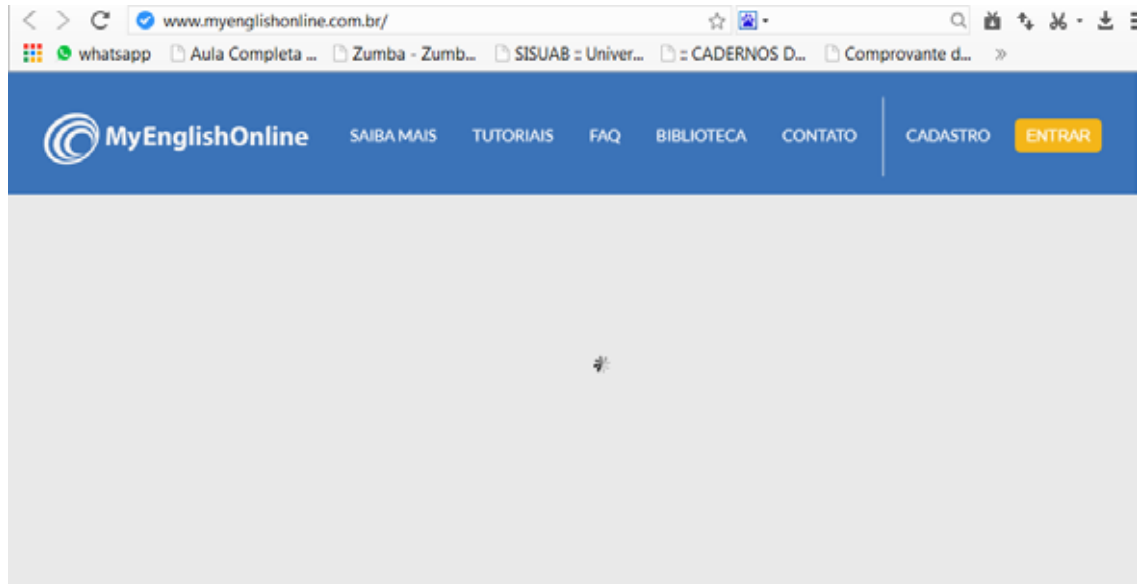 www.myenglishonline.com.br/
whatsapp Aula Completa ... Zumba - Zumb... SISUAB :: Univer... :: CADERNOS D... Comprovante d... »
MyEnglishOnline SAIBA MAIS TUTORIAIS FAQ BIBLIOTECA CONTATO CADASTRO ENTRAR